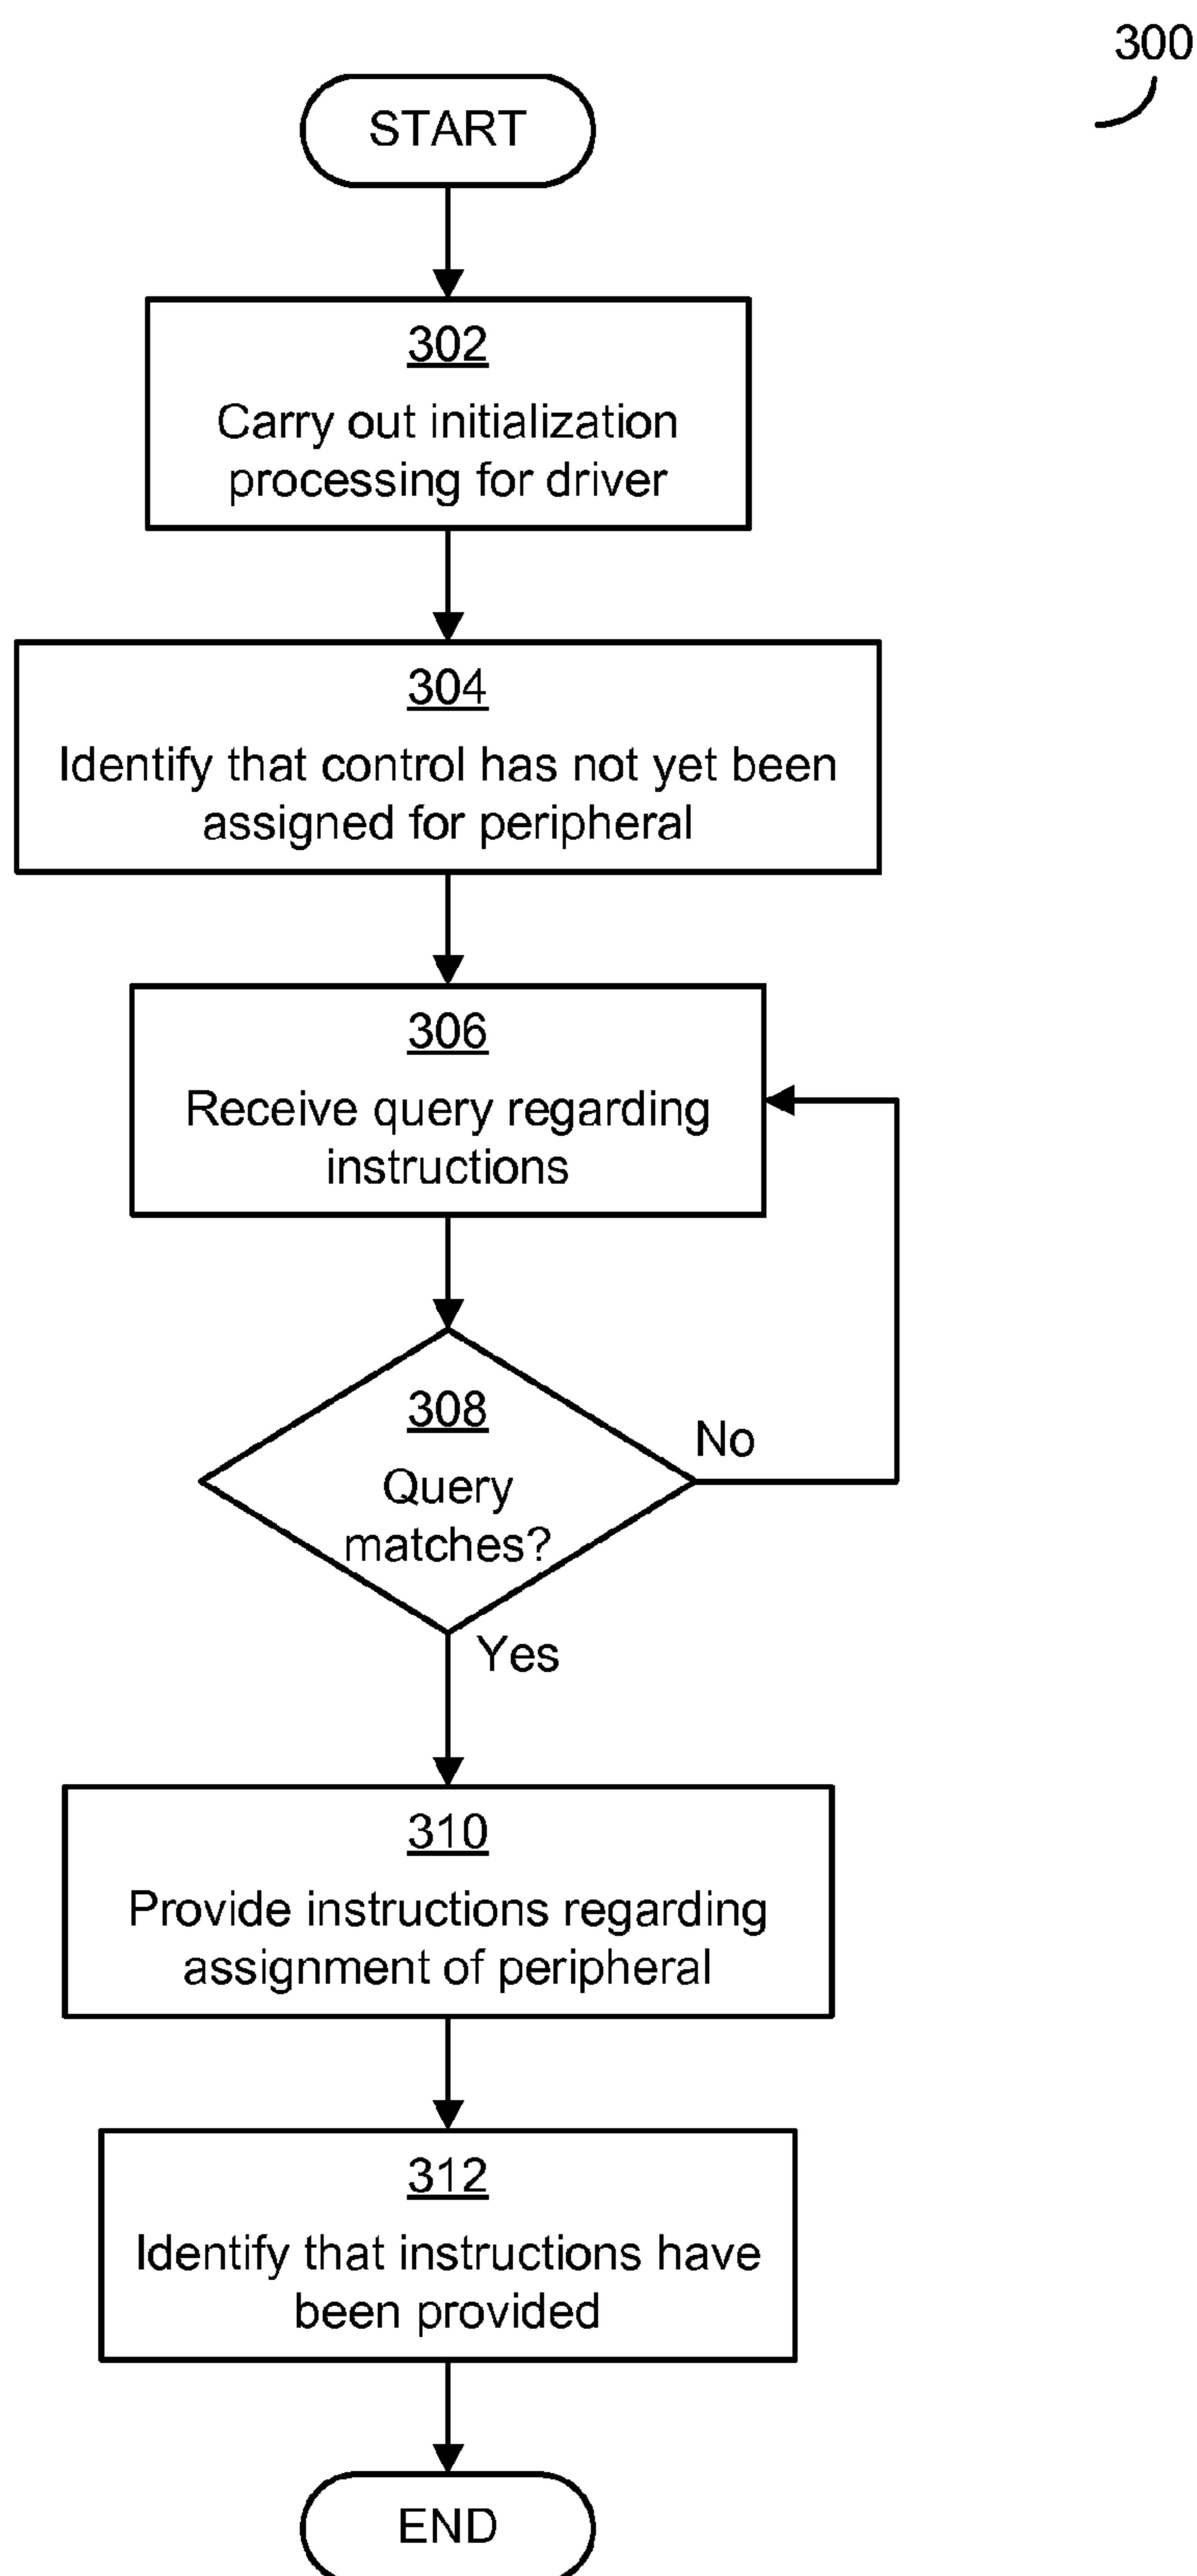 300
START
302
Carry out initialization
processing for driver
304
Identify that control has not yet been
assigned for peripheral
306
Receive query regarding
instructions
308
Query
matches?
No
Yes
310
Provide instructions regarding
assignment of peripheral
312
Identify that instructions have
been provided
END